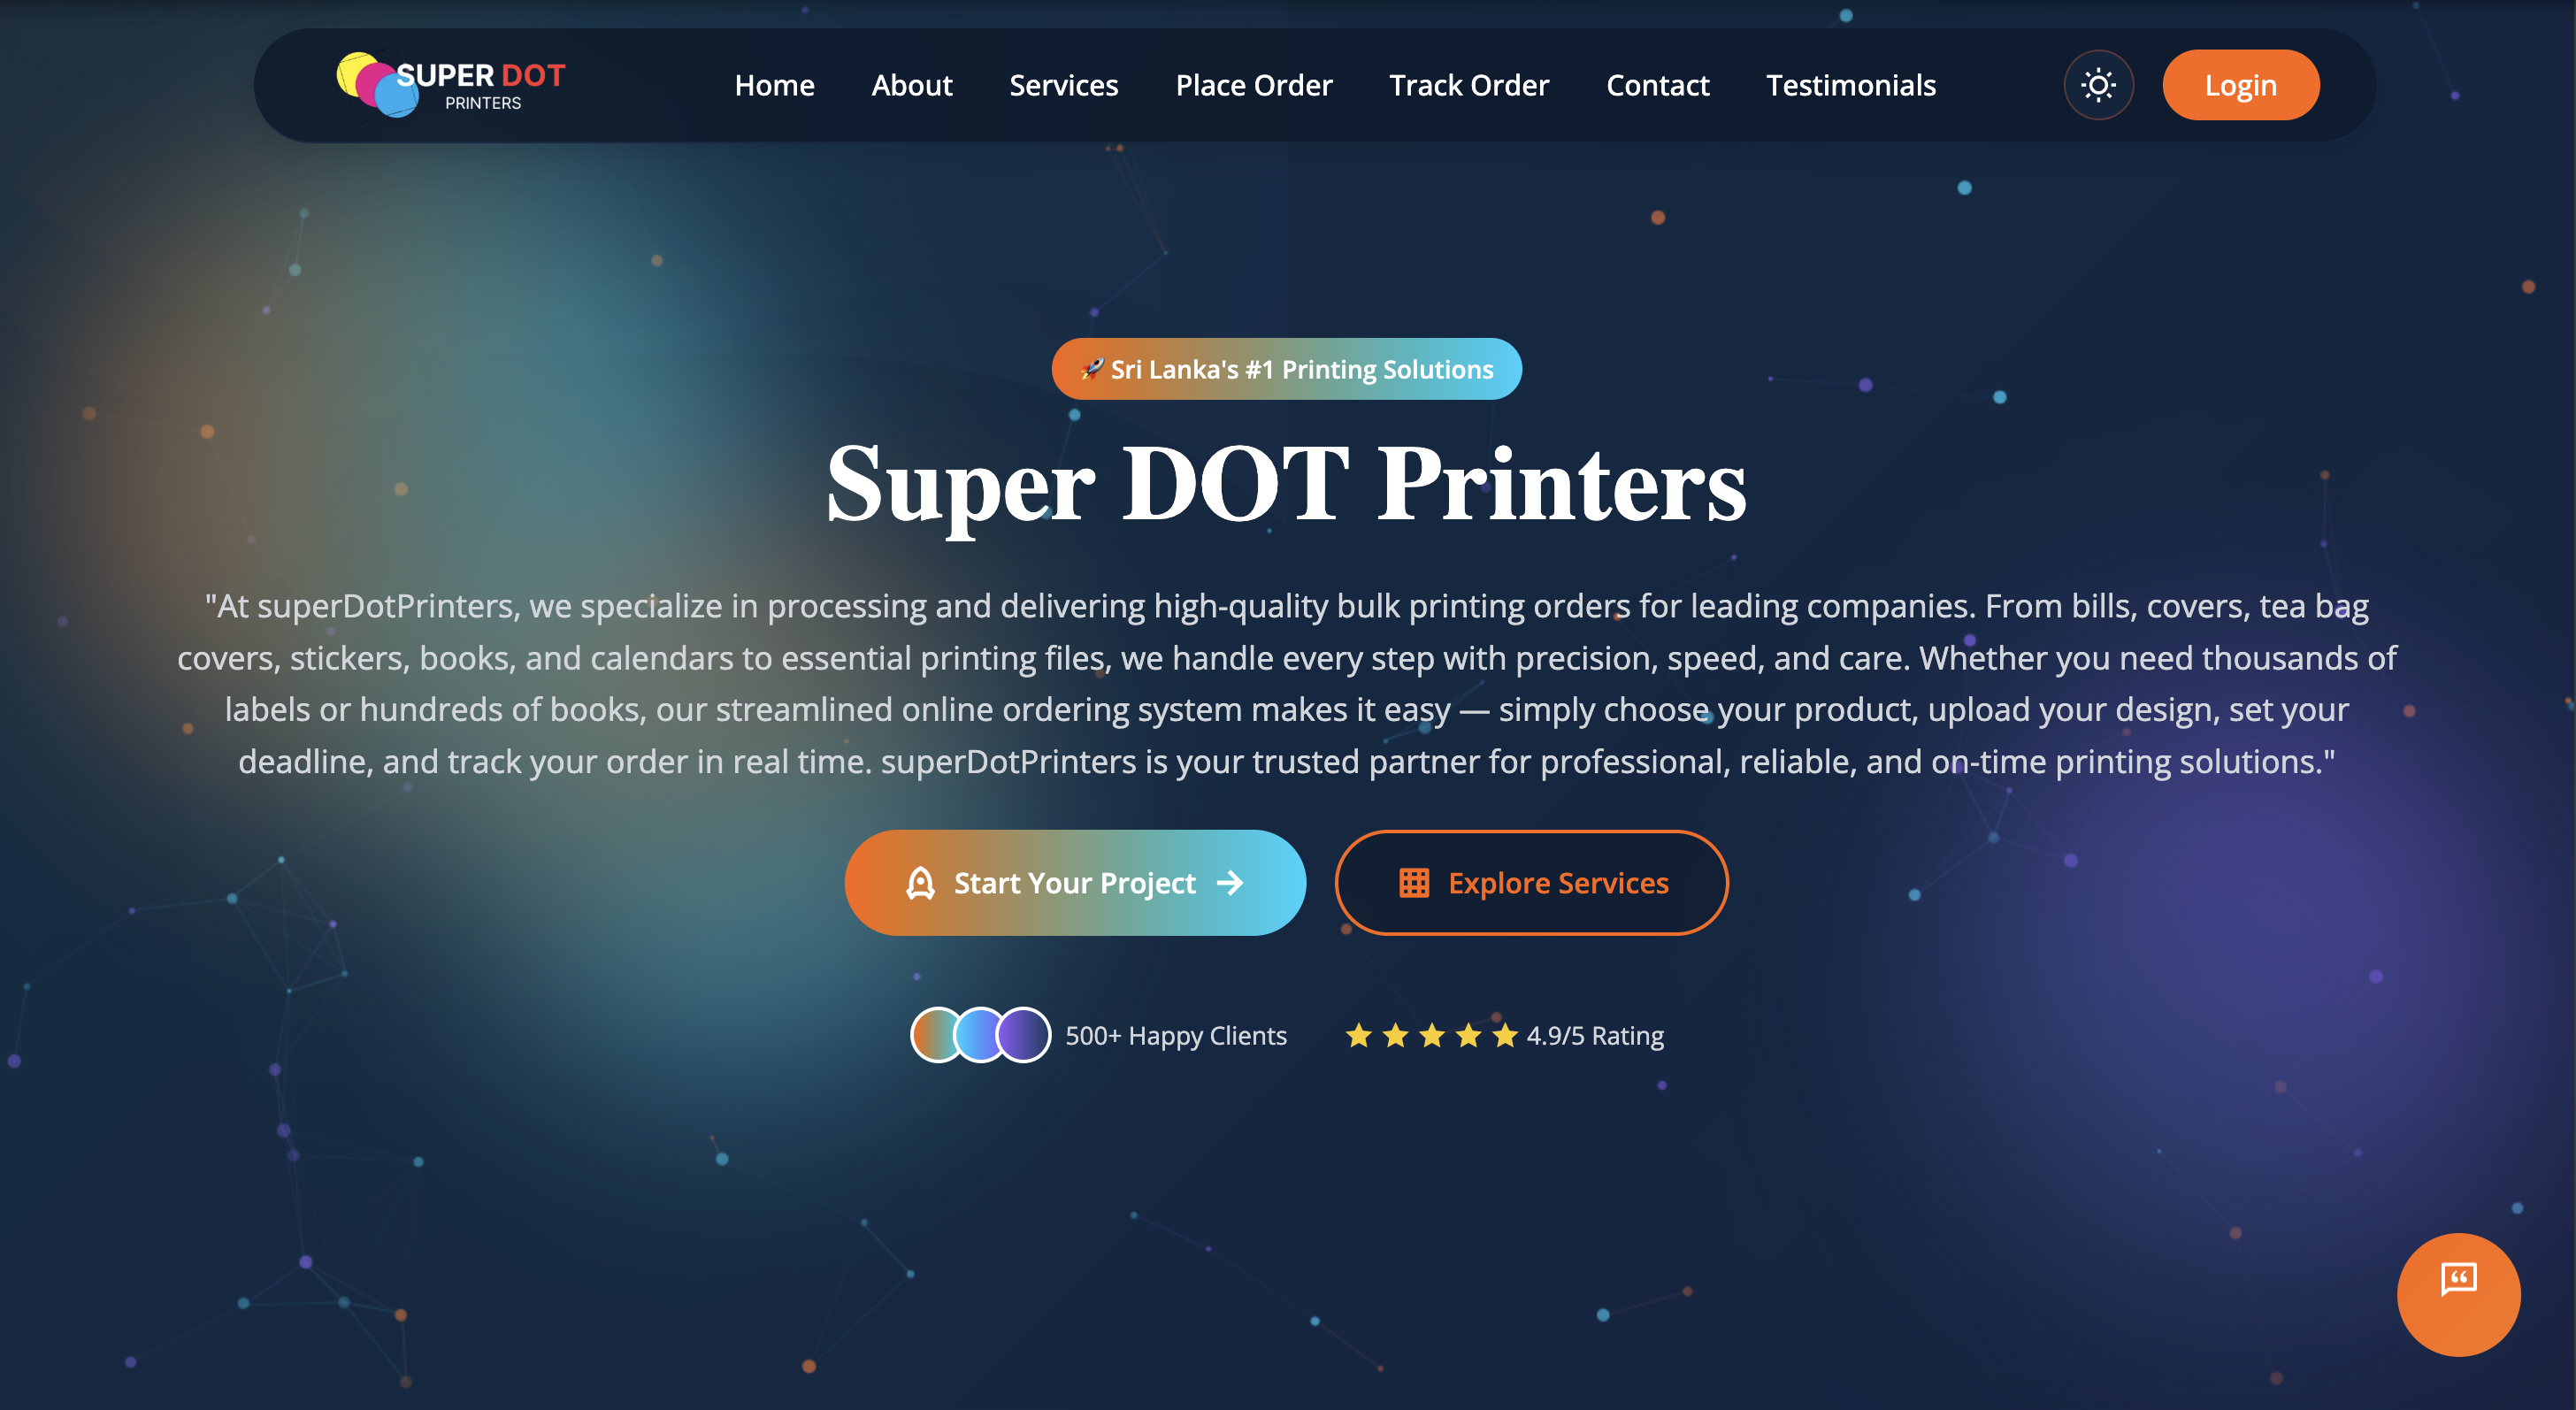 SUPER DOT
PRINTERS
Home
About
Services
Place Order
Track Order
Contact
Testimonials
Login
🚀 Sri Lanka's #1 Printing Solutions
Super DOT Printers
"At superDotPrinters, we specialize in processing and delivering high-quality bulk printing orders for leading companies. From bills, covers, tea bag
covers, stickers, books, and calendars to essential printing files, we handle every step with precision, speed, and care. Whether you need thousands of
labels or hundreds of books, our streamlined online ordering system makes it easy — simply choose your product, upload your design, set your
deadline, and track your order in real time. superDotPrinters is your trusted partner for professional, reliable, and on-time printing solutions."
Start Your Project →
Explore Services
500+ Happy Clients
4.9/5 Rating